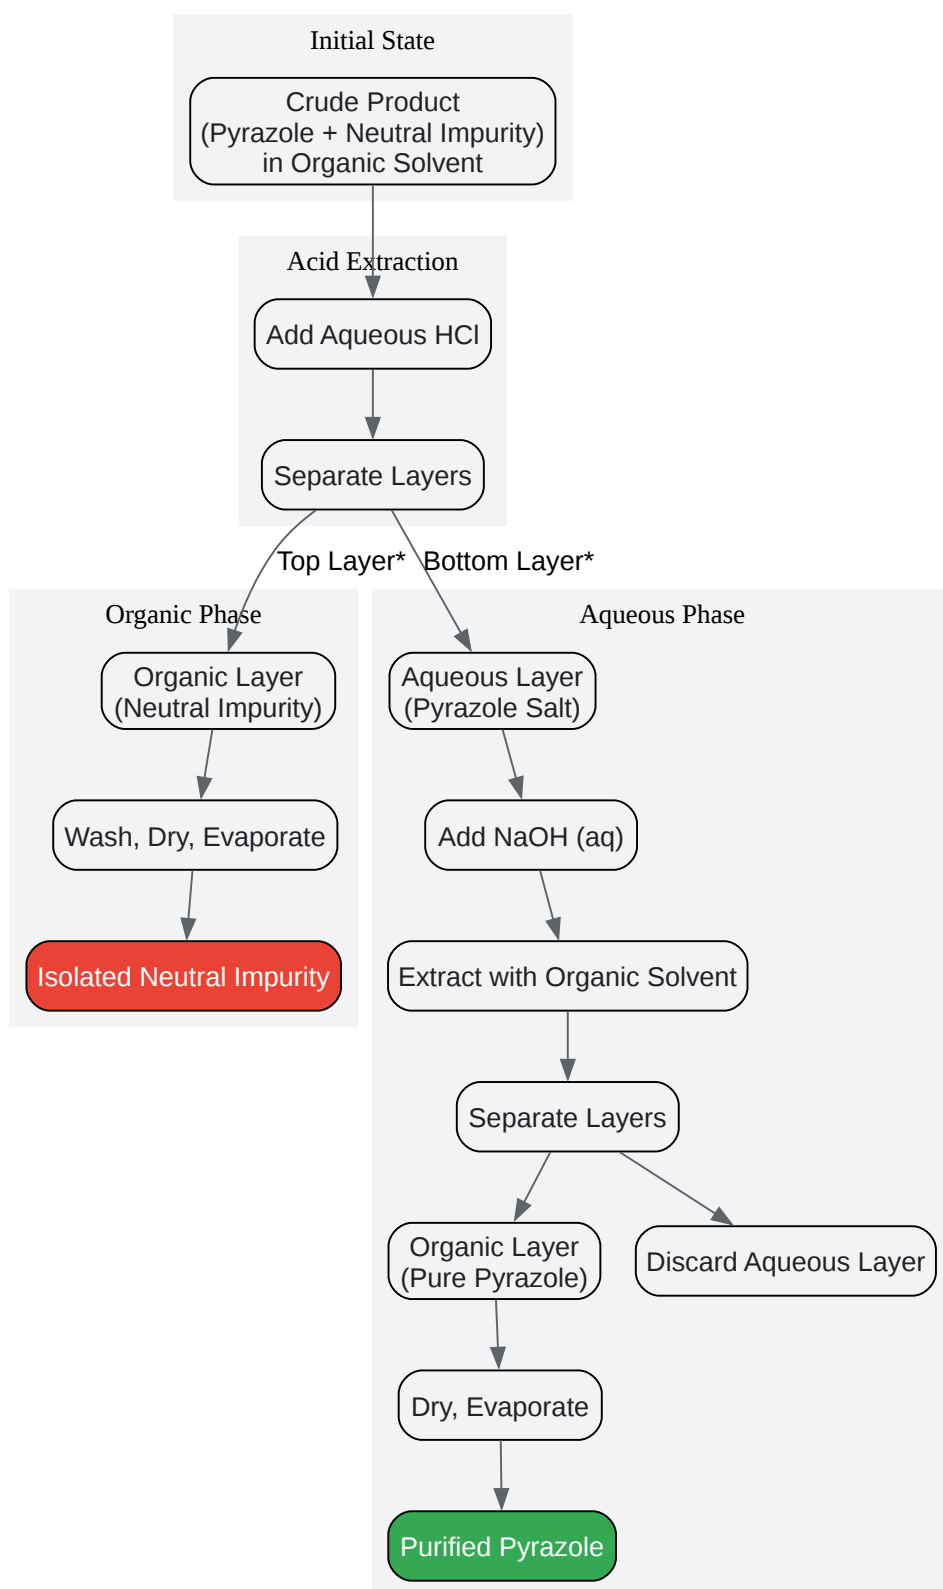 Initial State
Crude Product
(Pyrazole + Neutral Impurity)
in Organic Solvent
Acid Extraction
Add Aqueous HCl
Separate Layers
Top Layer*
Bottom Layer*
Organic Phase
Organic Layer
(Neutral Impurity)
Wash, Dry, Evaporate
Isolated Neutral Impurity
Aqueous Phase
Aqueous Layer
(Pyrazole Salt)
Add NaOH (aq)
Extract with Organic Solvent
Separate Layers
Organic Layer
(Pure Pyrazole)
Discard Aqueous Layer
Dry, Evaporate
Purified Pyrazole